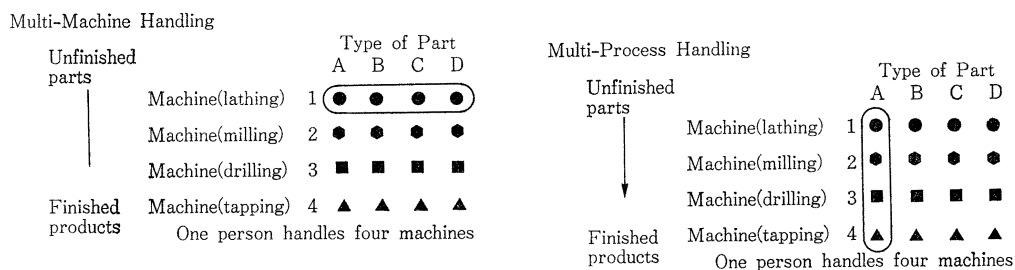 Multi-Machine Handling
Unfinished
parts
Type of Part
A B C D
Machine(lathing) 1
Machine(milling) 2
Machine(drilling) 3
Machine(tapping) 4
Finished
products
One person handles four machines
Multi-Process Handling
Unfinished
parts
Type of Part
A B C D
Machine(lathing) 1
Machine(milling) 2
Machine(drilling) 3
Machine(tapping) 4
Finished
products
One person handles four machines